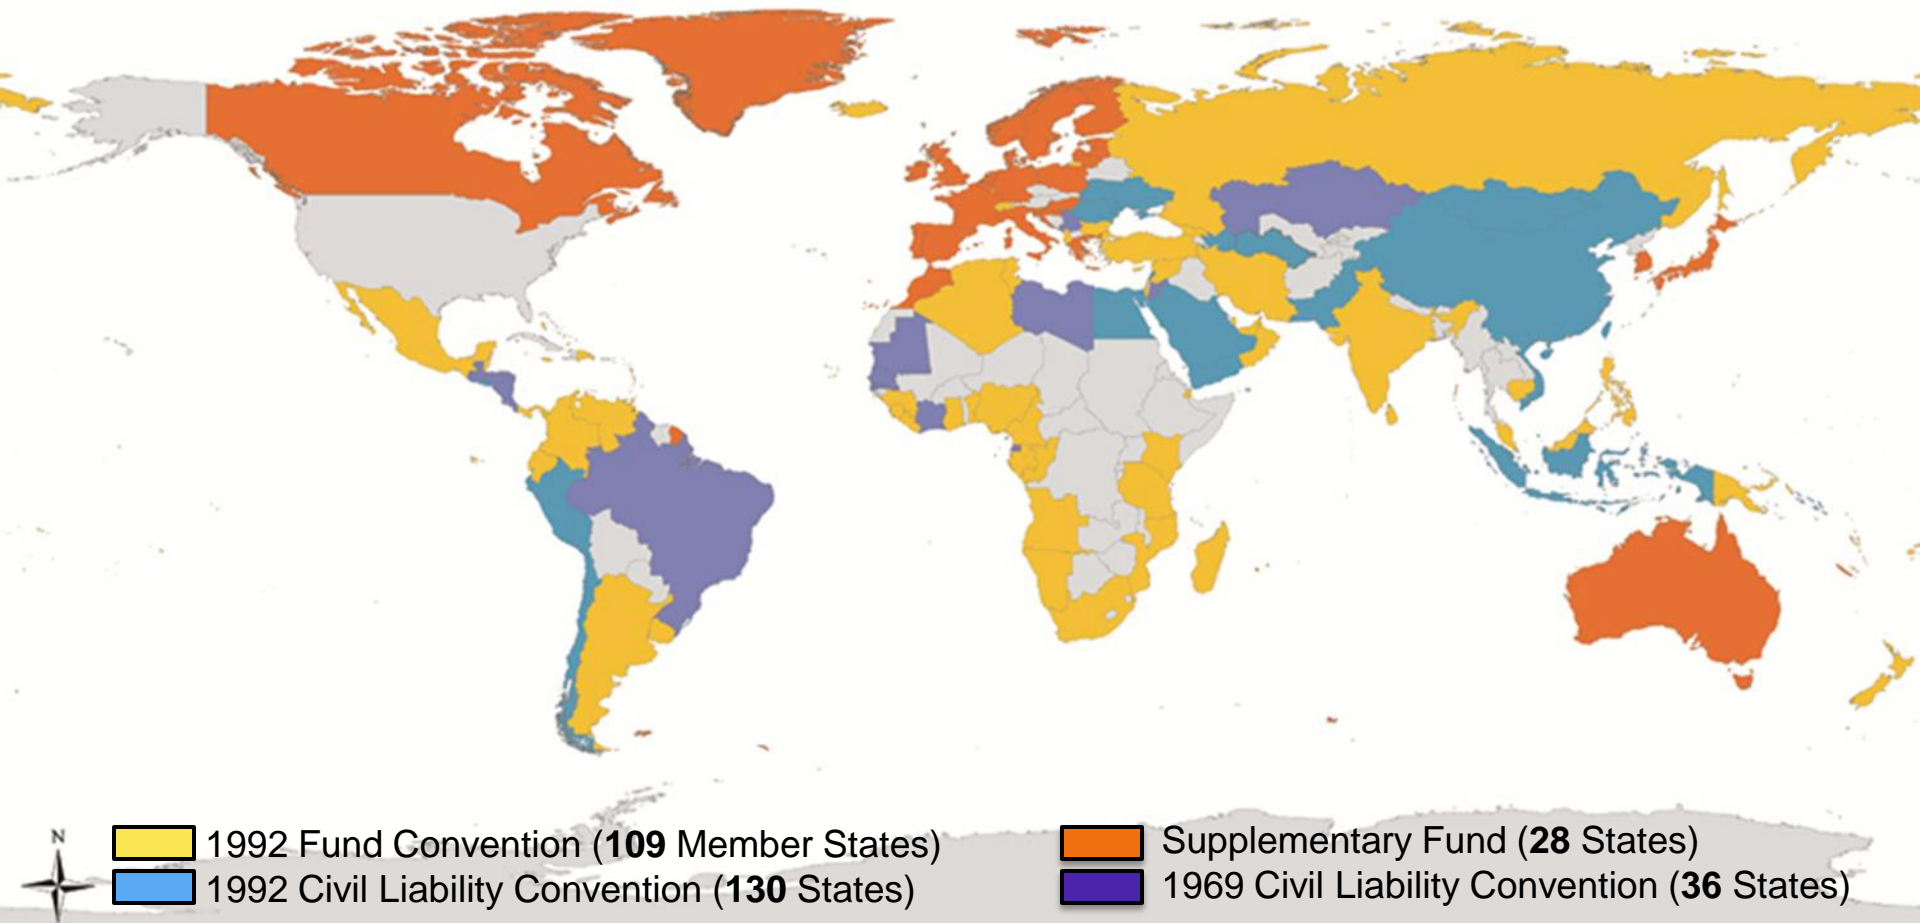 N
1992 Fund Convention (109 Member States)
1992 Civil Liability Convention (130 States)
Supplementary Fund (28 States)
1969 Civil Liability Convention (36 States)